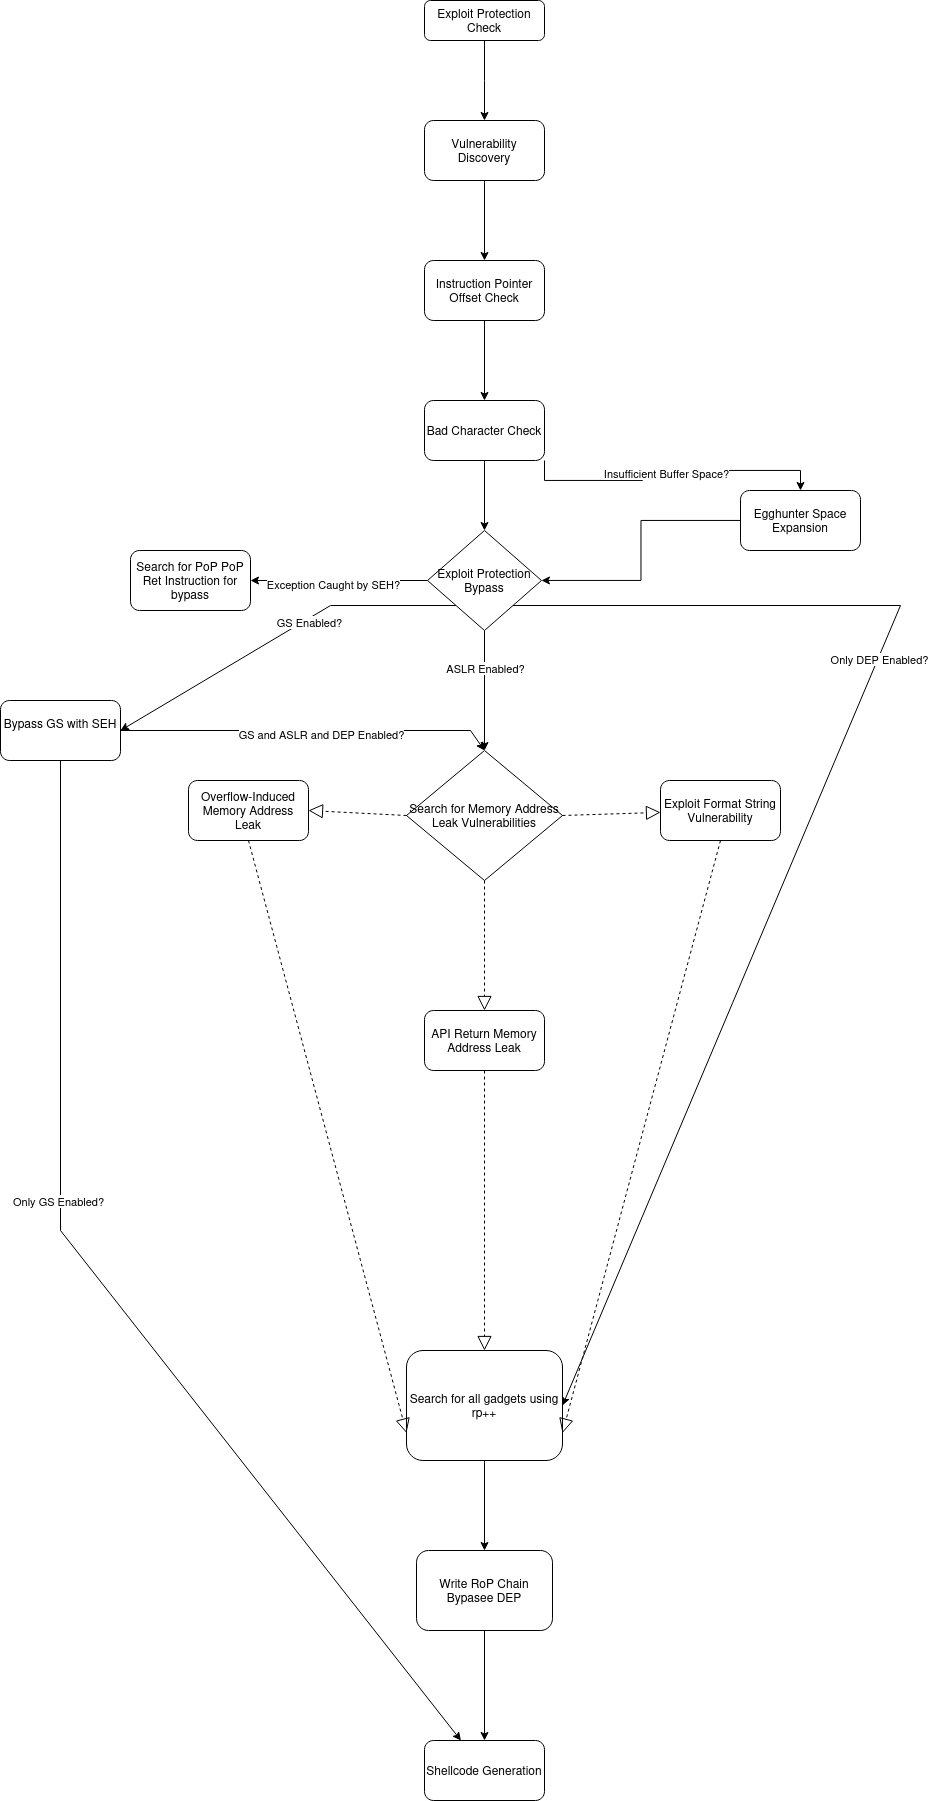 Exploit Protection
Check
Vulnerability
Discovery
Instruction Pointer
Offset Check
Bad Character Check
Insufficient Buffer Space?
Egghunter Space
Expansion
Exploit Protection
Bypass
Exception Caught by SEH?
Search for PoP PoP
Ret Instruction for
bypass
GS Enabled?
ASLR Enabled?
Only DEP Enabled?
Bypass GS with SEH
GS and ASLR and DEP Enabled?
Overflow-Induced
Memory Address
Leak
Search for Memory Address
Leak Vulnerabilities
Exploit Format String
Vulnerability
API Return Memory
Address Leak
Only GS Enabled?
Search for all gadgets using
rp++
Write RoP Chain
Bypasee DEP
Shellcode Generation